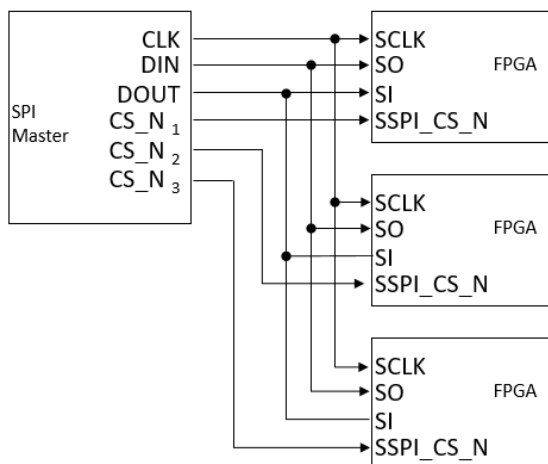 SPI
Master
CLK
DIN
DOUT
CS_N 1
CS_N 2
CS_N 3
SCLK
SO
SI
SSPI_CS_N
FPGA
SCLK
SO
SI
SSPI_CS_N
FPGA
SCLK
SO
SI
SSPI_CS_N
FPGA